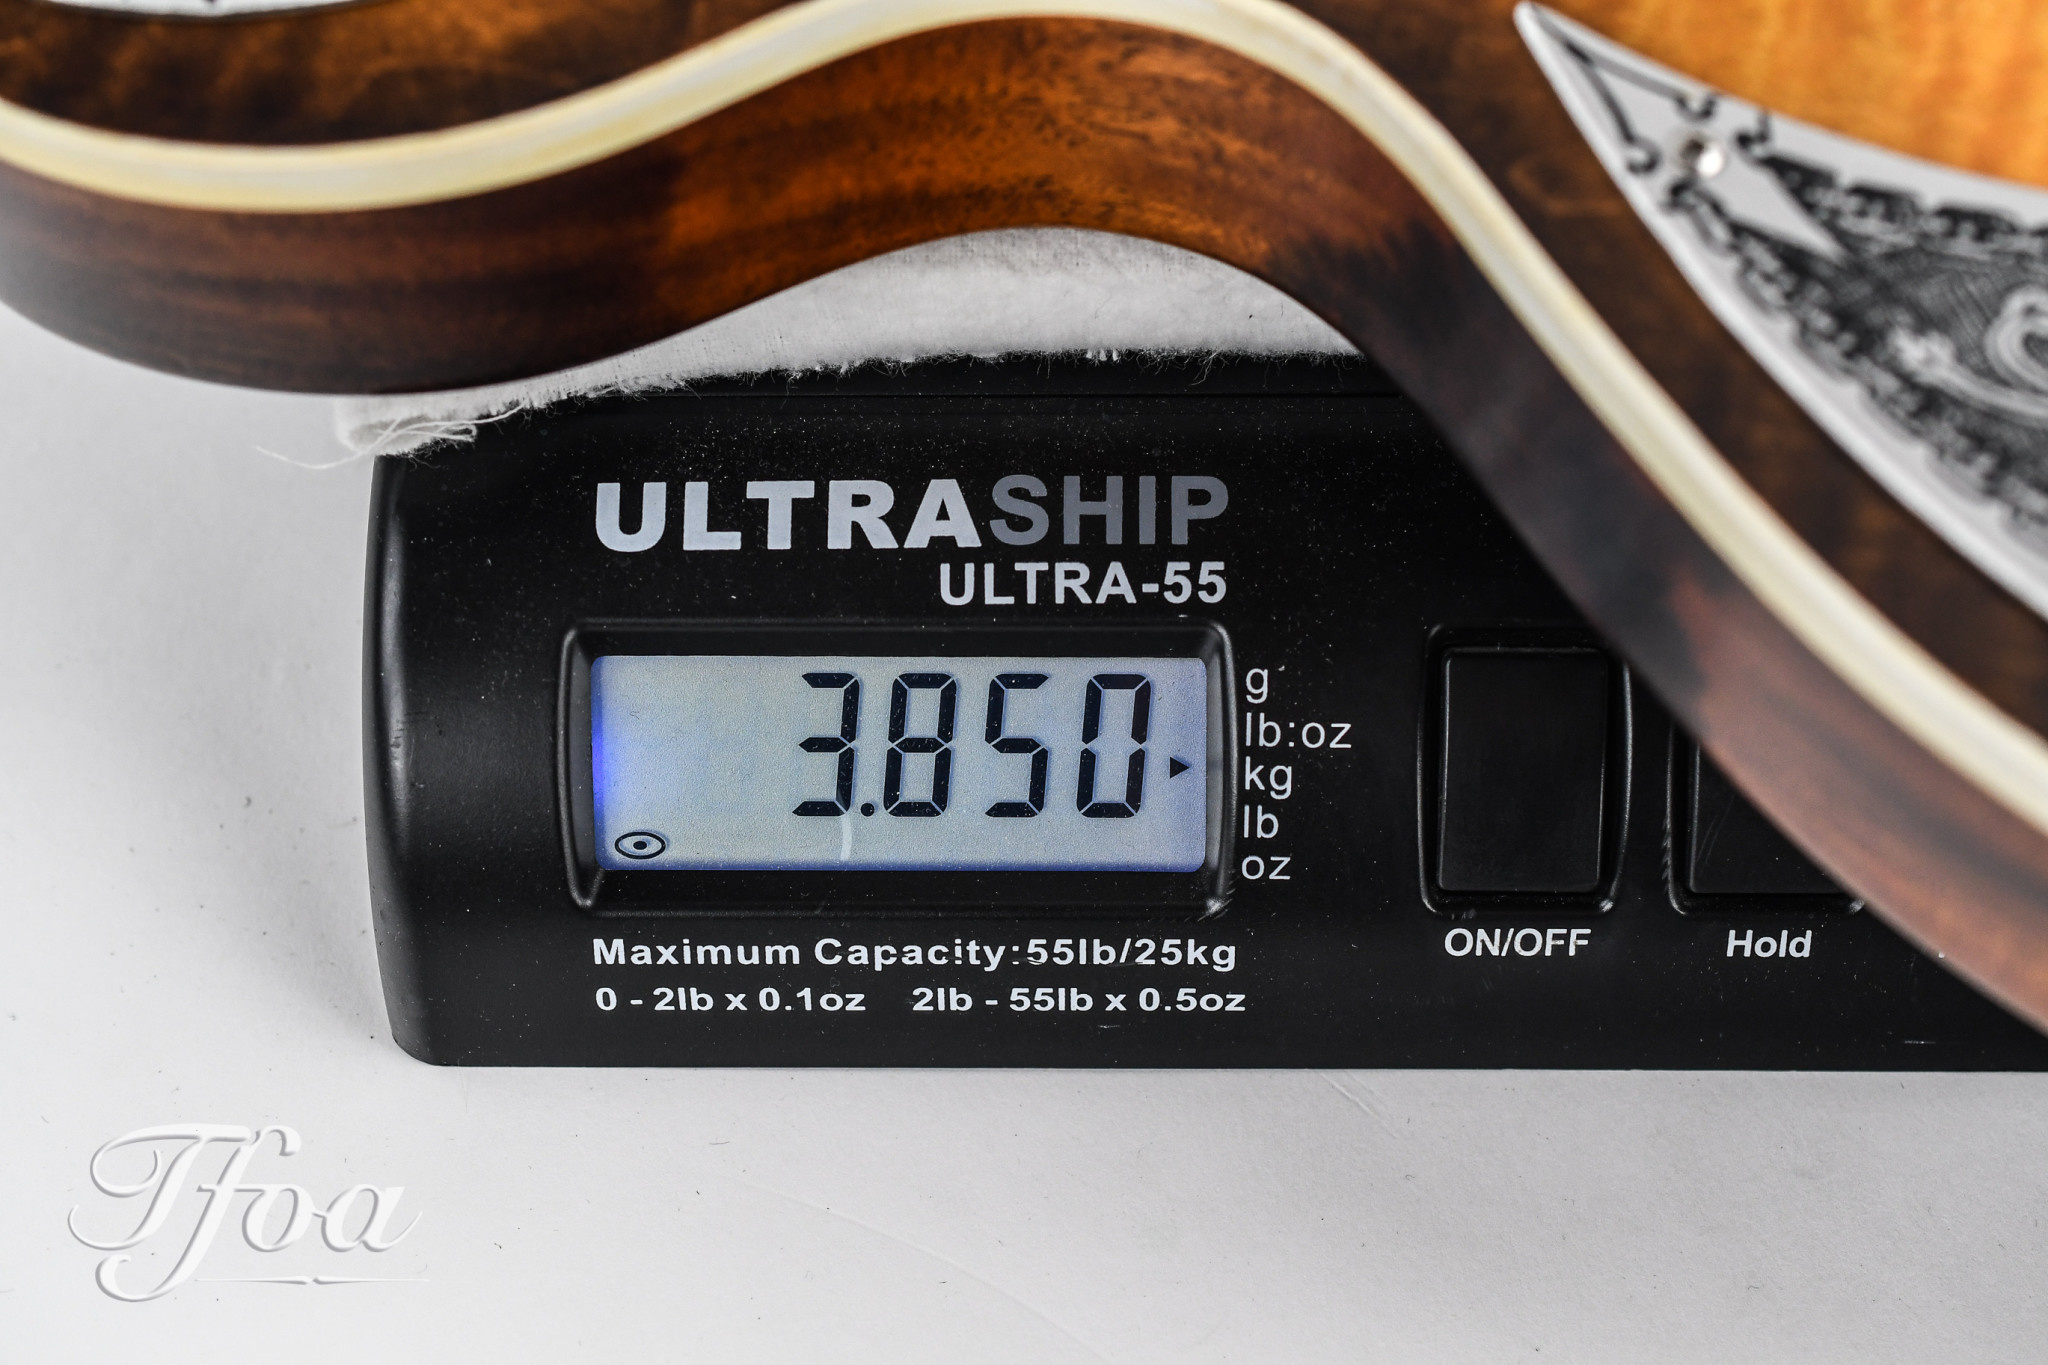 ULTRASHIP
ULTRA-55
3.850
g
lb:oz
kg
lb
oz
Maximum Capacity:55lb/25kg
0 - 2lb x 0.1oz 2lb - 55lb x 0.5oz
ON/OFF
Hold
Tfoa